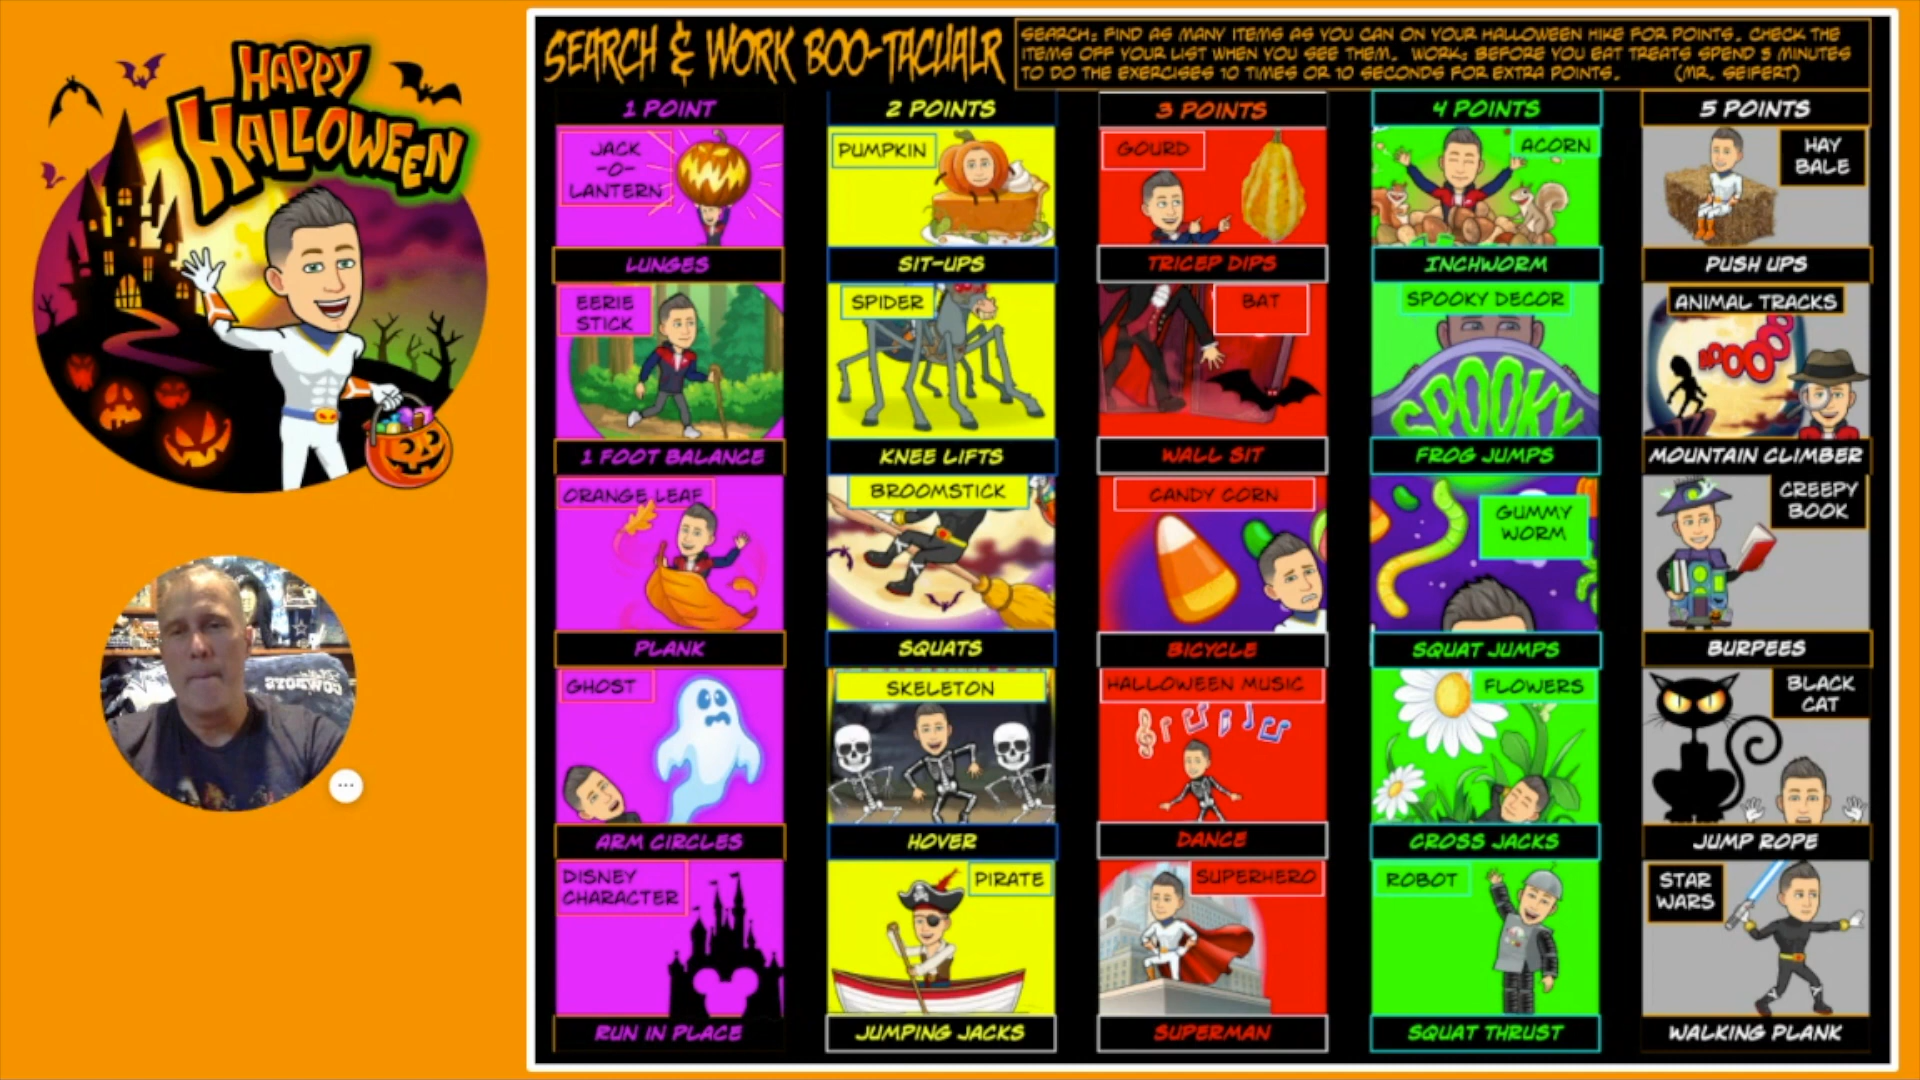 HAPPY
HALLOWEEN
SEARCH & WORK BOO-TACUALR
SEARCH: FIND AS MANY ITEMS AS YOU CAN ON YOUR HALLOWEEN HIKE FOR POINTS. CHECK THE
ITEMS OFF YOUR LIST WHEN YOU SEE THEM. WORK: BEFORE YOU EAT TREATS SPEND 5 MINUTES
TO DO THE EXERCISES 10 TIMES OR 10 SECONDS FOR EXTRA POINTS. (MR. SEIFERT)
1 POINT
2 POINTS
3 POINTS
4 POINTS
5 POINTS
JACK
-O-
LANTERN
PUMPKIN
GOURD
ACORN
HAY
BALE
LUNGES
SIT-UPS
TRICEP DIPS
INCHWORM
PUSH UPS
EERIE
STICK
SPIDER
BAT
SPOOKY DECOR
SPOOKY
ANIMAL TRACKS
1 FOOT BALANCE
KNEE LIFTS
WALL SIT
FROG JUMPS
MOUNTAIN CLIMBER
ORANGE LEAF
BROOMSTICK
CANDY CORN
GUMMY
WORM
CREEPY
BOOK
PLANK
SQUATS
BICYCLE
SQUAT JUMPS
BURPEES
GHOST
SKELETON
HALLOWEEN MUSIC
FLOWERS
BLACK
CAT
ARM CIRCLES
HOVER
DANCE
CROSS JACKS
JUMP ROPE
DISNEY
CHARACTER
PIRATE
SUPERHERO
ROBOT
STAR
WARS
RUN IN PLACE
JUMPING JACKS
SUPERMAN
SQUAT THRUST
WALKING PLANK